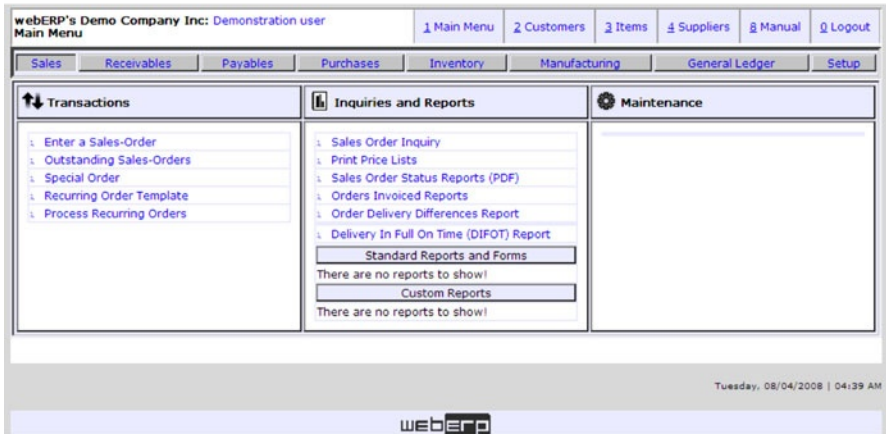 webERP's Demo Company Inc: Demonstration user
Main Menu
1 Main Menu
2 Customers
3 Items
4 Suppliers
8 Manual
0 Logout
Sales
Receivables
Payables
Purchases
Inventory
Manufacturing
General Ledger
Setup
Transactions
Enter a Sales-Order
Outstanding Sales-Orders
Special Order
Recurring Order Template
Process Recurring Orders
Inquiries and Reports
Sales Order Inquiry
Print Price Lists
Sales Order Status Reports (PDF)
Orders Invoiced Reports
Order Delivery Differences Report
Delivery In Full On Time (DIFOT) Report
Standard Reports and Forms
There are no reports to show!
Custom Reports
There are no reports to show!
Maintenance
Tuesday, 08/04/2008 | 04:39 AM
webERP